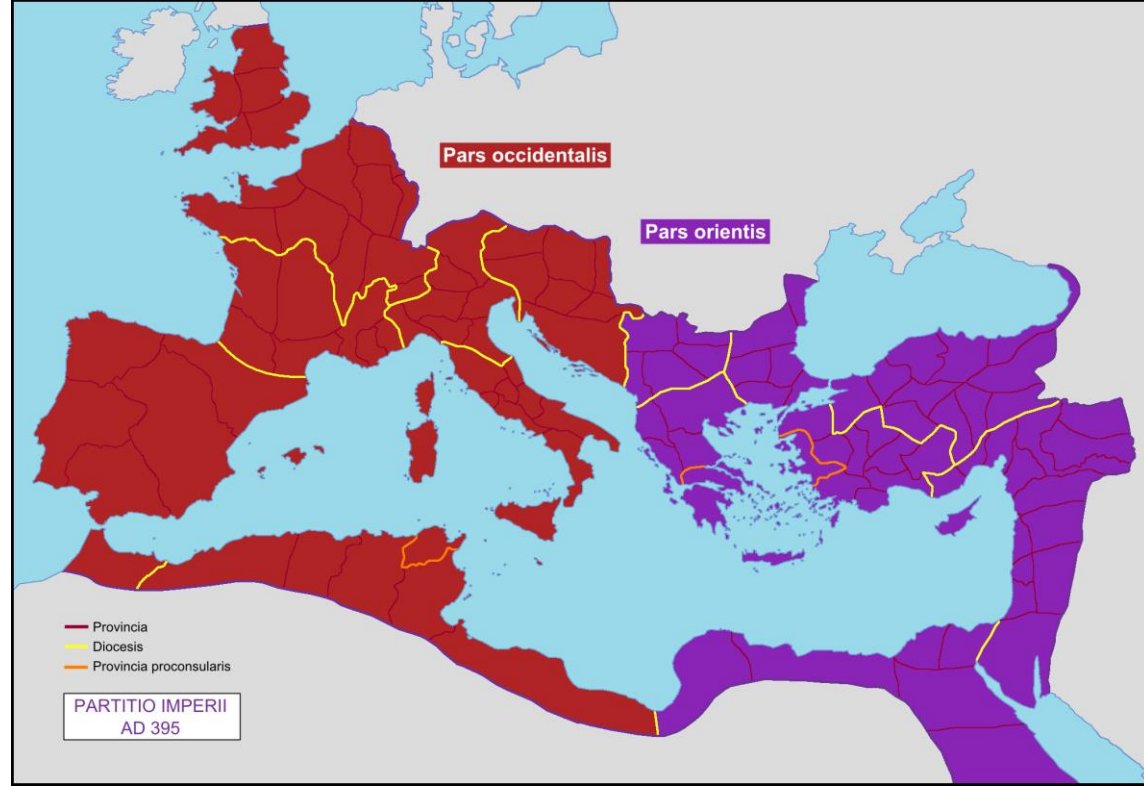 Pars occidentalis
Pars orientis
Provincia
Diocesis
Provincia proconsularis
PARTITIO IMPERII
AD 395